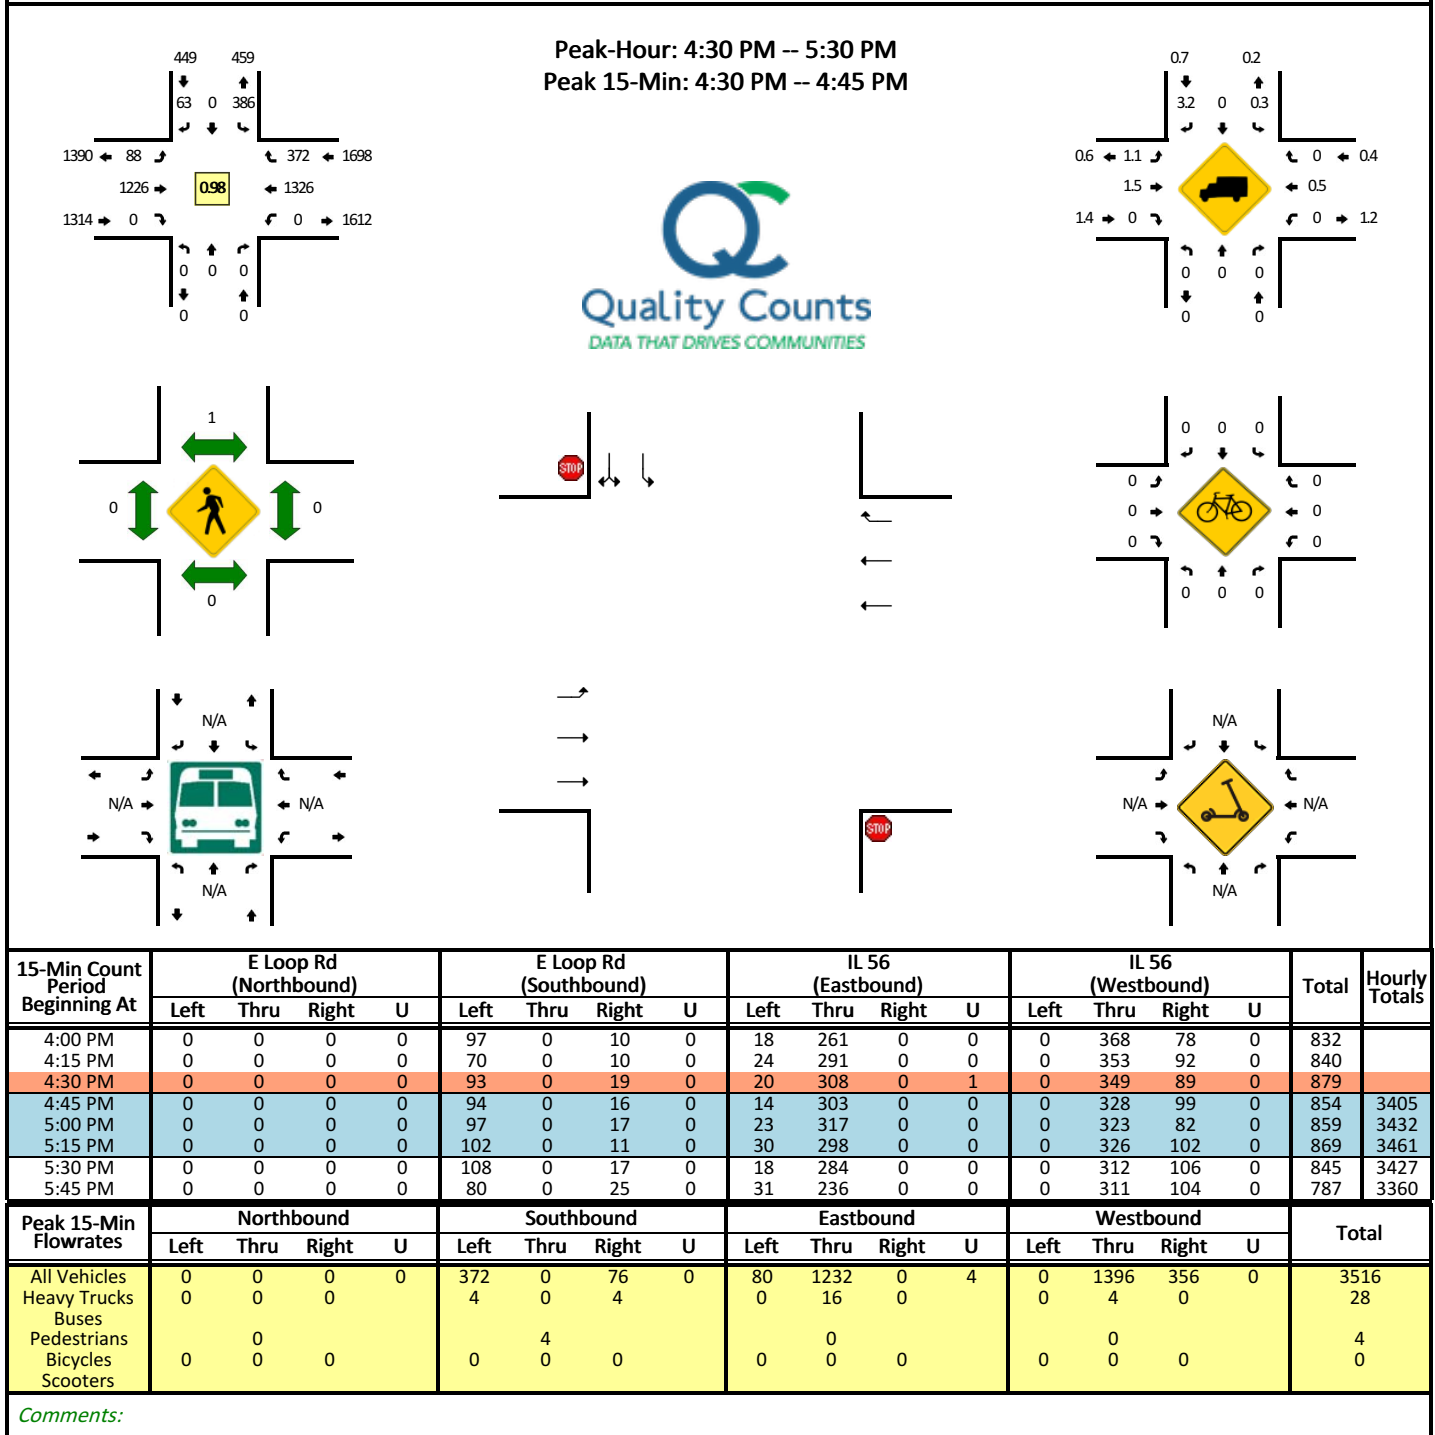 Peak-Hour: 4:30 PM -- 5:30 PM
Peak 15-Min: 4:30 PM -- 4:45 PM
449 459
63 0 386
1390 88 372 1698
1226 0.98 1326
1314 0 0 1612
0 0 0
0 0
Quality Counts
DATA THAT DRIVES COMMUNITIES
0.7 0.2
3.2 0 0.3
0.6 1.1 0 0.4
1.5 0.5
1.4 0 0 1.2
0 0 0
0 0
1
0 0
0
STOP
STOP
0 0 0
0 0
0 0
0 0
0 0 0
N/A
N/A N/A
N/A
N/A
N/A N/A
N/A
15-Min Count Period Beginning At E Loop Rd (Northbound) E Loop Rd (Southbound) IL 56 (Eastbound) IL 56 (Westbound) Total Hourly Totals
Left Thru Right U Left Thru Right U Left Thru Right U Left Thru Right U
4:00 PM 0 0 0 0 97 0 10 0 18 261 0 0 0 368 78 0 832
4:15 PM 0 0 0 0 70 0 10 0 24 291 0 0 0 353 92 0 840
4:30 PM 0 0 0 0 93 0 19 0 20 308 0 1 0 349 89 0 879
4:45 PM 0 0 0 0 94 0 16 0 14 303 0 0 0 328 99 0 854 3405
5:00 PM 0 0 0 0 97 0 17 0 23 317 0 0 0 323 82 0 859 3432
5:15 PM 0 0 0 0 102 0 11 0 30 298 0 0 0 326 102 0 869 3461
5:30 PM 0 0 0 0 108 0 17 0 18 284 0 0 0 312 106 0 845 3427
5:45 PM 0 0 0 0 80 0 25 0 31 236 0 0 0 311 104 0 787 3360
Peak 15-Min Flowrates Northbound Southbound Eastbound Westbound Total
Left Thru Right U Left Thru Right U Left Thru Right U Left Thru Right U
All Vehicles 0 0 0 0 372 0 76 0 80 1232 0 4 0 1396 356 0 3516
Heavy Trucks 0 0 0 4 0 4 0 16 0 0 4 0 28
Buses
Pedestrians 0 4 0 0 4
Bicycles 0 0 0 0 0 0 0 0 0 0 0 0 0
Scooters
Comments: